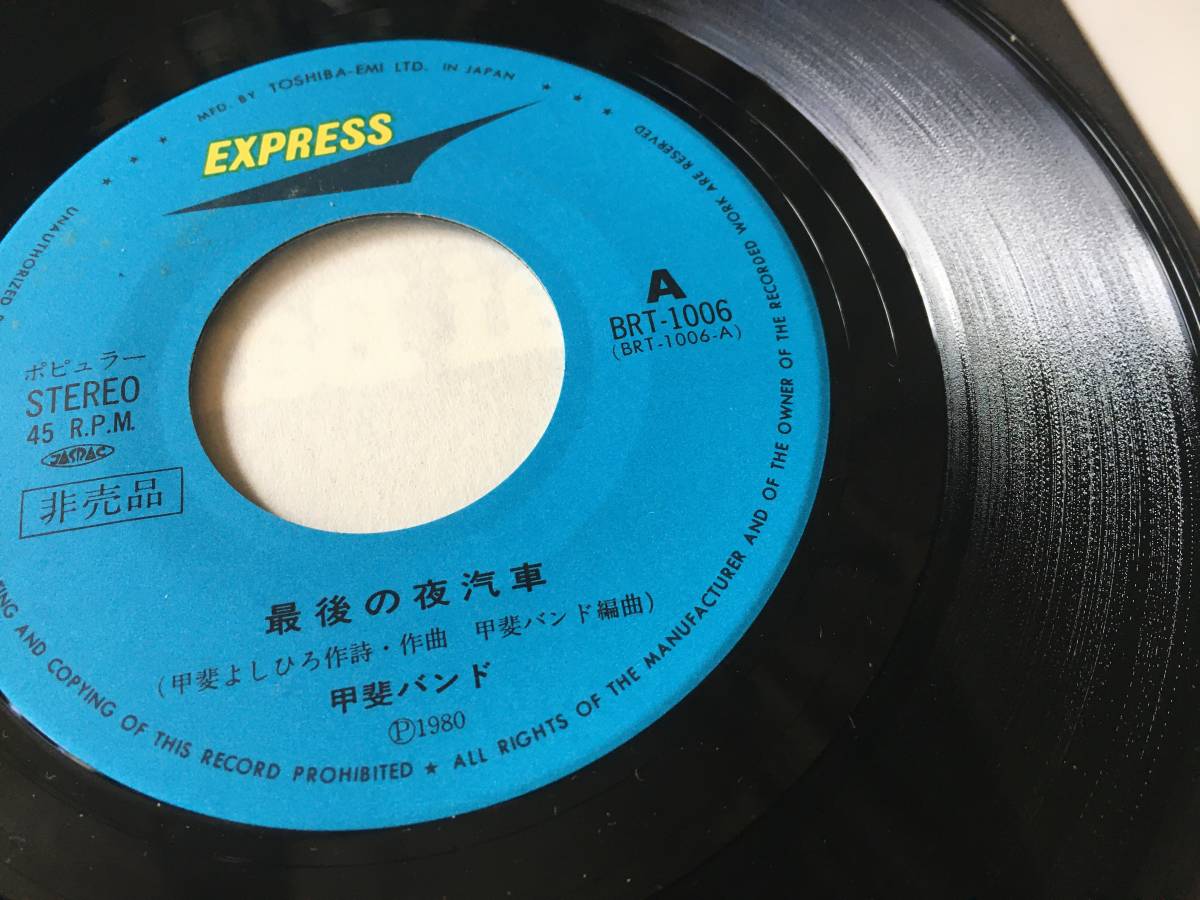 MFD. BY TOSHIBA-EMI LTD. IN JAPAN
EXPRESS
A
BRT-1006
(BRT-1006-A)
ポピュラー
STEREO
45 R.P.M.
JASRAC
非売品
最後の夜汽車
(甲斐よしひろ作詩・作曲 甲斐バンド編曲)
甲斐バンド
Ⓟ1980
UNAUTHORIZED
AND COPYING OF THIS RECORD PROHIBITED ★ ALL RIGHTS OF THE MANUFACTURER AND OF THE OWNER OF THE RECORDED WORK ARE RESERVED